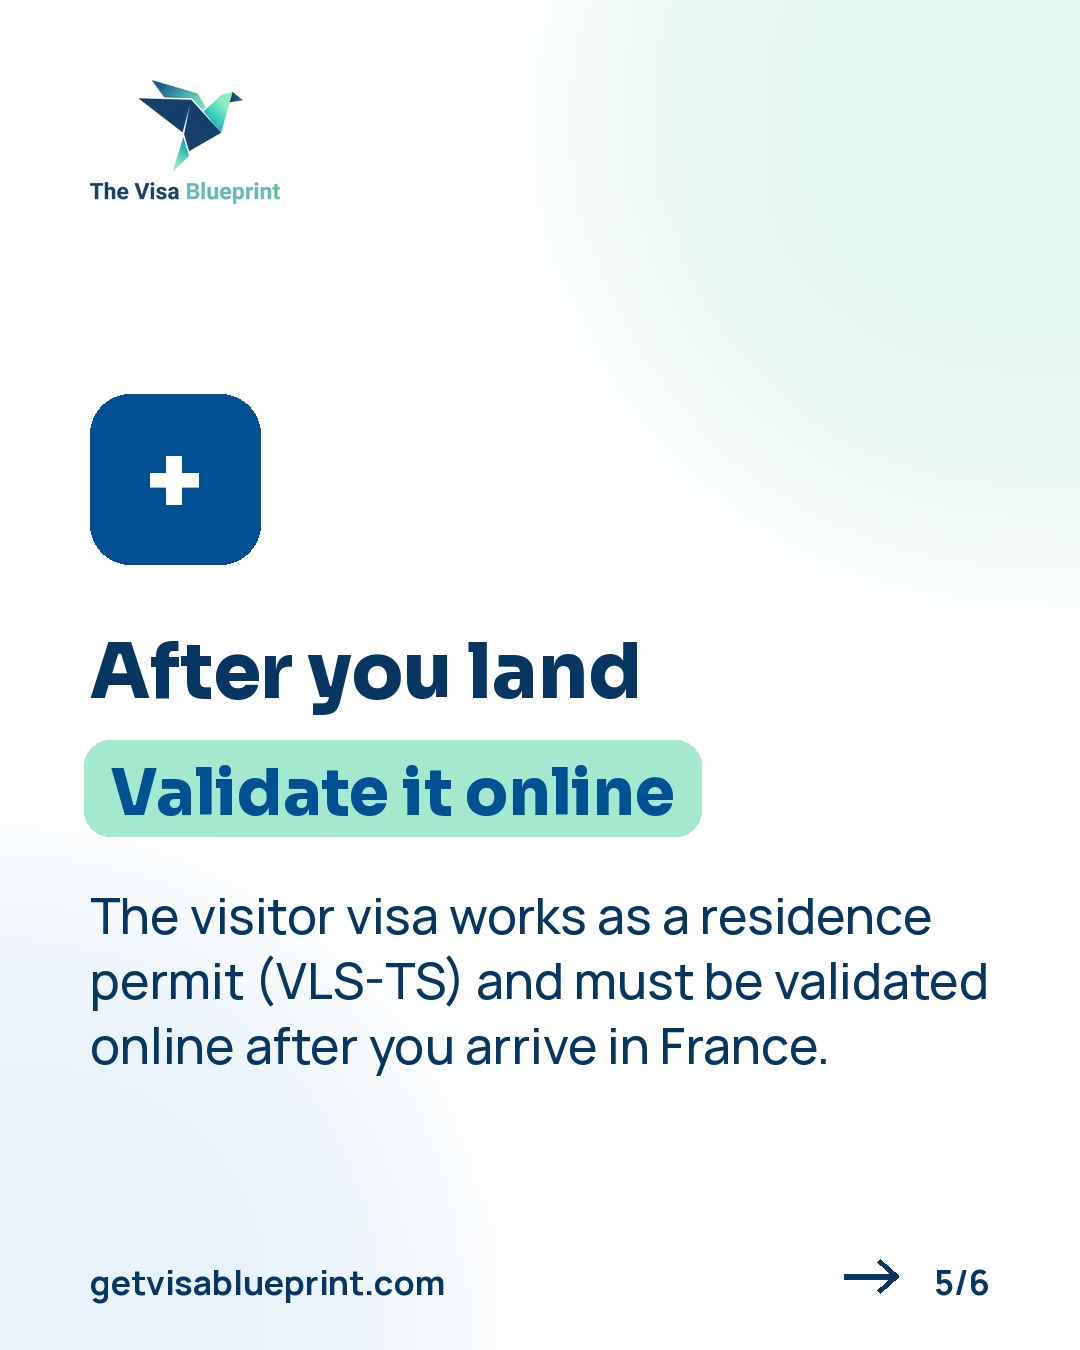 The Visa Blueprint
After you land
Validate it online
The visitor visa works as a residence
permit (VLS-TS) and must be validated
online after you arrive in France.
getvisablueprint.com
5/6